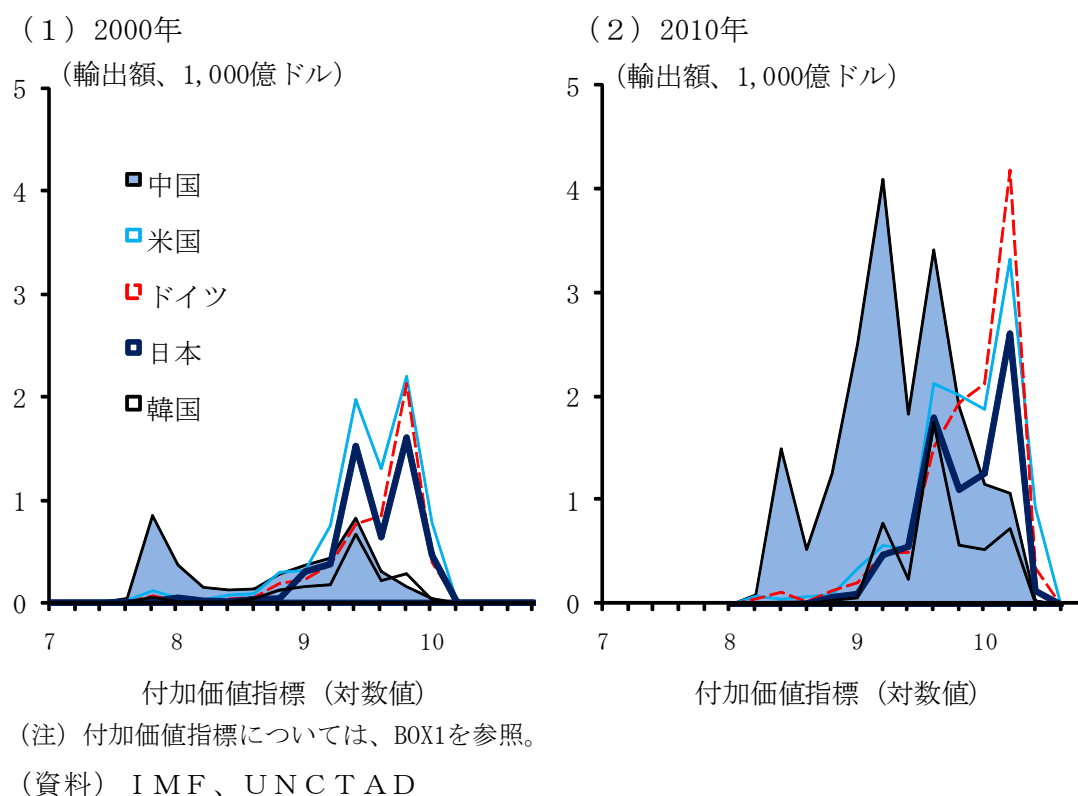 （１）2000年
（輸出額、1,000億ドル）
5
4
3
2
1
0
中国
米国
ドイツ
日本
韓国
7 8 9 10
付加価値指標（対数値）
（２）2010年
（輸出額、1,000億ドル）
5
4
3
2
1
0
7 8 9 10
付加価値指標（対数値）
（注）付加価値指標については、BOX1を参照。
（資料）ＩＭＦ、ＵＮＣＴＡＤ